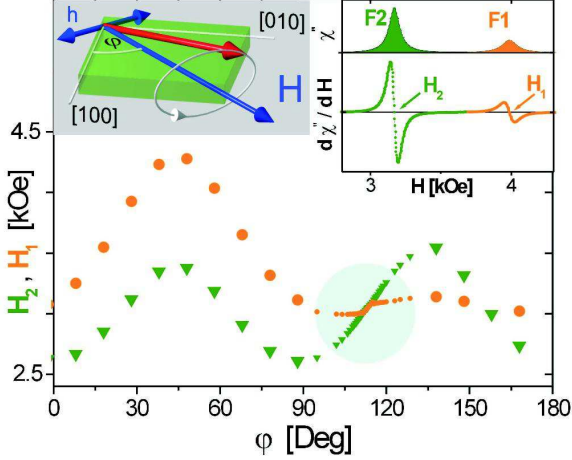 h
φ
[010]
H
[100]
F2
F1
χ"
H2
H1
dχ"/dH
3
4
H [kOe]
4.5
2.5
H2, H1 [kOe]
0
30
60
90
120
150
180
φ [Deg]